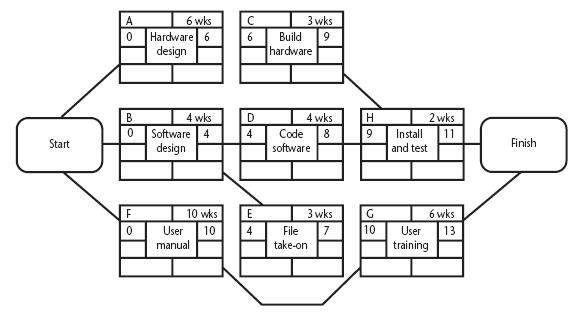 A 6 wks
0 Hardware 6
design
C 3 wks
6 Build 9
hardware
Start
B 4 wks
0 Software 4
design
D 4 wks
4 Code 8
software
H 2 wks
9 Install 11
and test
Finish
F 10 wks
0 User 10
manual
E 3 wks
4 File 7
take-on
G 6 wks
10 User 13
training